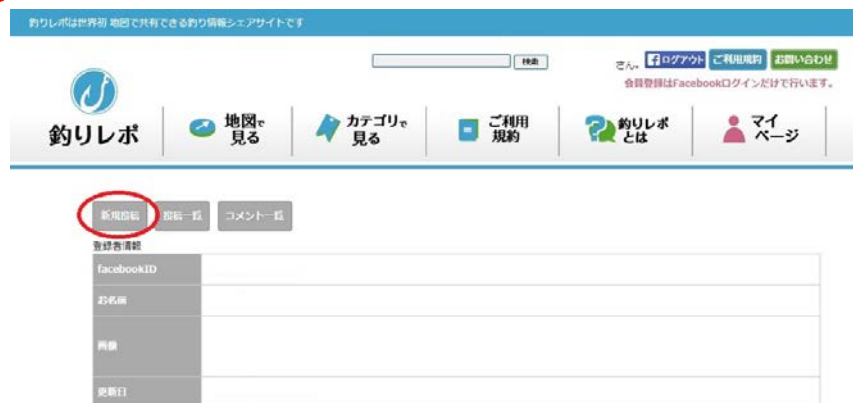 釣りレポは世界初 地図で共有できる釣り情報シェアサイトです
検索
さん。 fログアウト ご利用規約 お問い合わせ
会員登録はFacebookログインだけで行います。
釣りレポ
地図で
見る
カテゴリで
見る
ご利用
規約
釣りレポ
とは
マイ
ページ
新規投稿 投稿一覧 コメント一覧
登録者情報
facebookID
お名前
画像
更新日